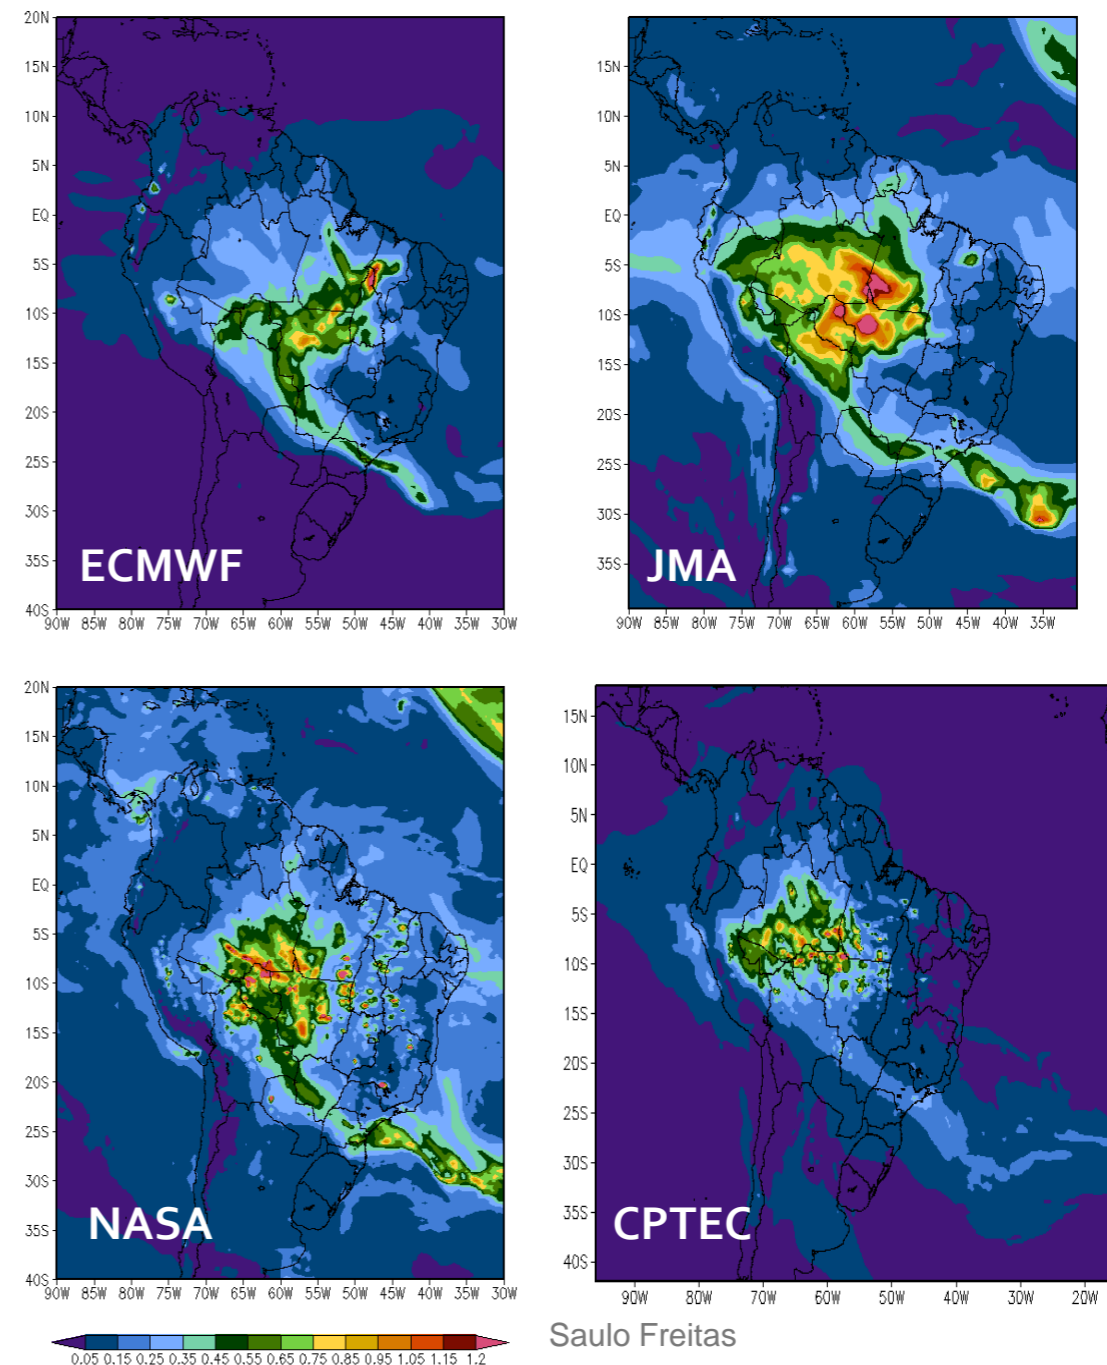 20N
15N
10N
5N
EQ
5S
10S
15S
20S
25S
30S
35S
40S
ECMWF
90W 85W 80W 75W 70W 65W 60W 55W 50W 45W 40W 35W 30W
20N
15N
10N
5N
EQ
5S
10S
15S
20S
25S
30S
35S
JMA
90W 85W 80W 75W 70W 65W 60W 55W 50W 45W 40W 35W
20N
15N
10N
5N
EQ
5S
10S
15S
20S
25S
30S
35S
40S
NASA
90W 85W 80W 75W 70W 65W 60W 55W 50W 45W 40W 35W 30W
15N
10N
5N
EQ
5S
10S
15S
20S
25S
30S
35S
40S
CPTEC
90W 80W 70W 60W 50W 40W 30W 20W
0.05 0.15 0.25 0.35 0.45 0.55 0.65 0.75 0.85 0.95 1.05 1.15 1.2
Saulo Freitas